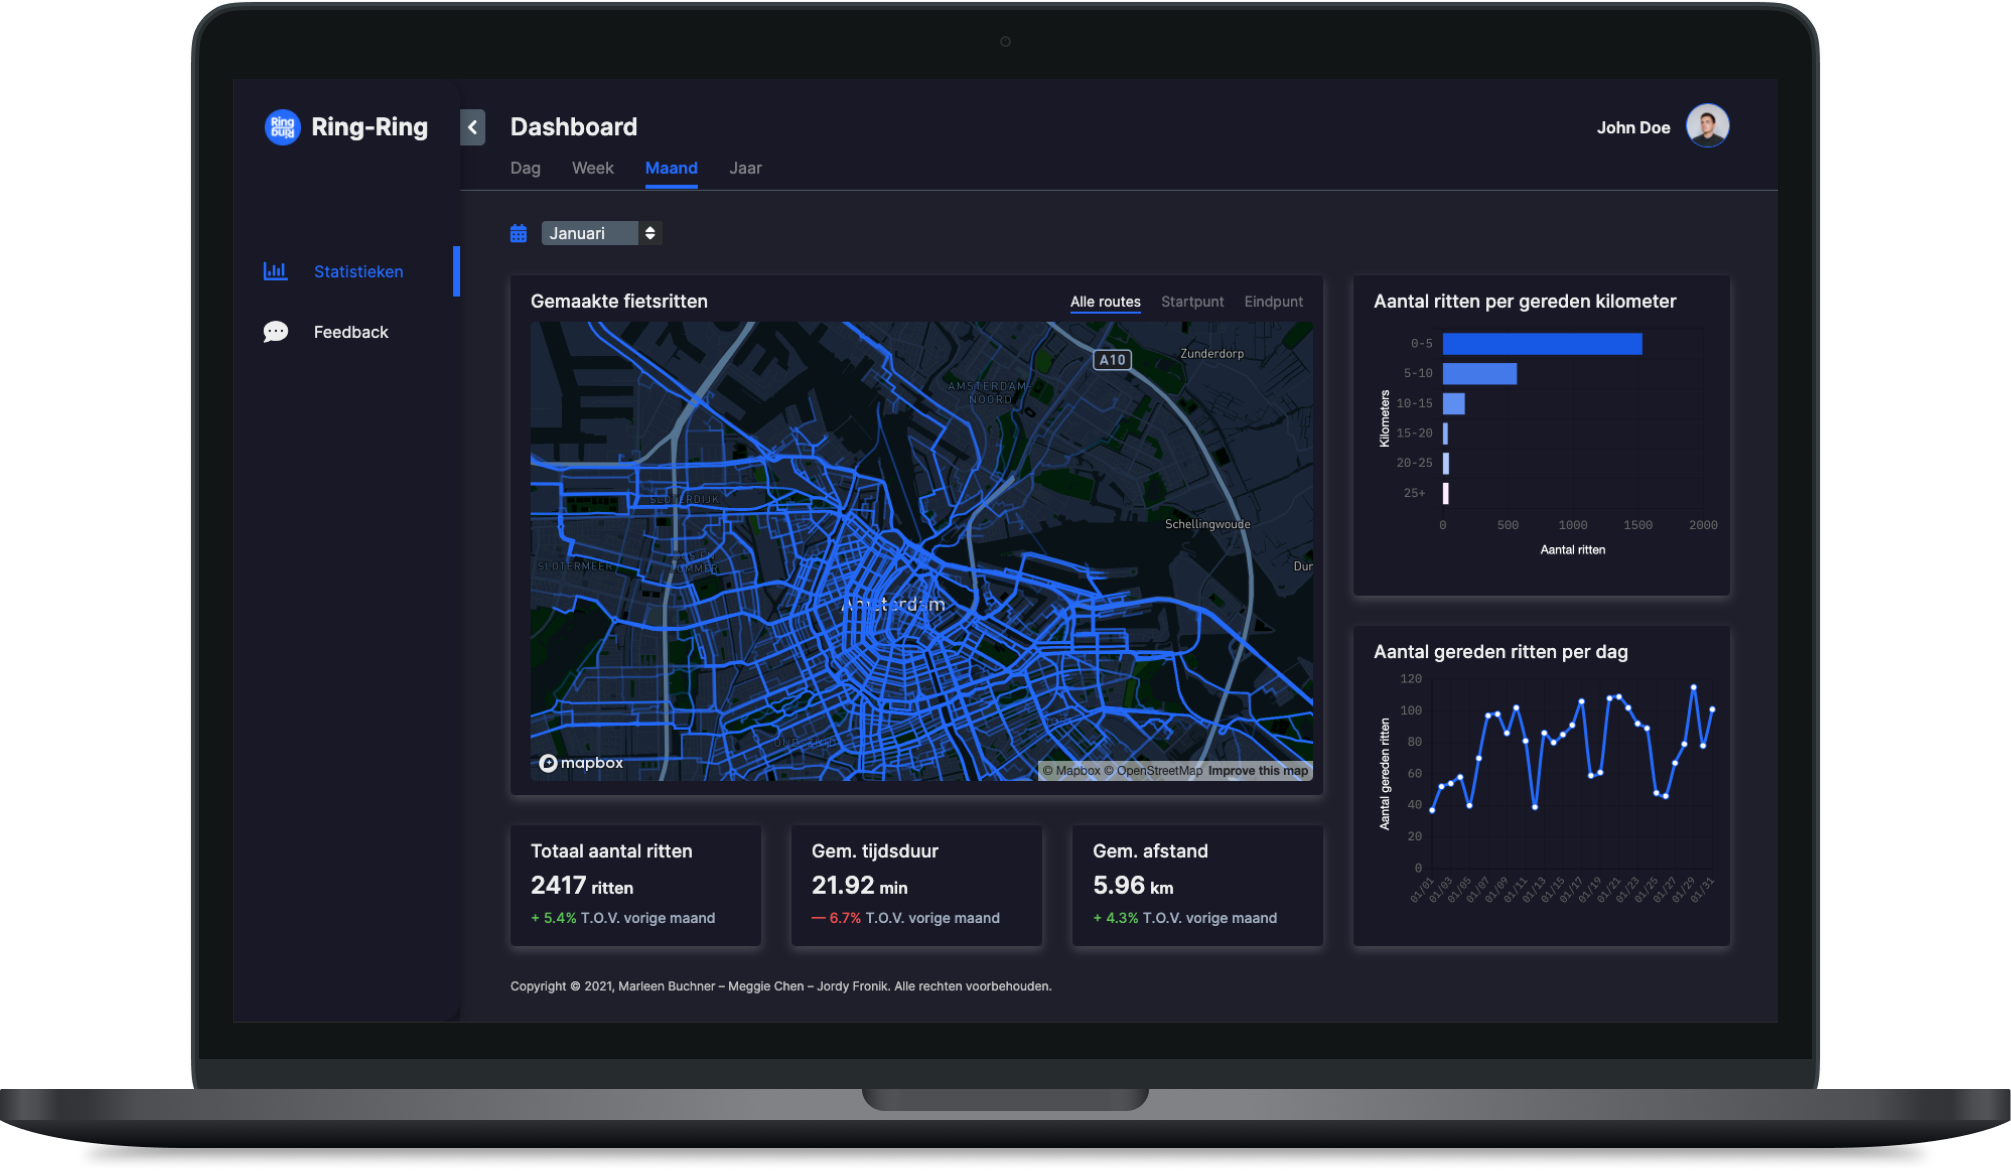 Ring Ring
Ring-Ring
Dashboard
John Doe
Dag Week Maand Jaar
Januari
Statistieken
Feedback
Gemaakte fietsritten
Alle routes Startpunt Eindpunt
A10
Zunderdorp
AMSTERDAM-
NOORD
SLOTERDIJK
Schellingwoude
SLOTERMEER
Dur
Amsterdam
mapbox
© Mapbox © OpenStreetMap Improve this map
Aantal ritten per gereden kilometer
Kilometers
0-5
5-10
10-15
15-20
20-25
25+
0 500 1000 1500 2000
Aantal ritten
Aantal gereden ritten per dag
Aantal gereden ritten
120
100
80
60
40
20
0
01/01 01/03 01/05 01/07 01/09 01/11 01/13 01/15 01/17 01/19 01/21 01/23 01/25 01/27 01/29 01/31
Totaal aantal ritten
2417 ritten
+ 5.4% T.O.V. vorige maand
Gem. tijdsduur
21.92 min
— 6.7% T.O.V. vorige maand
Gem. afstand
5.96 km
+ 4.3% T.O.V. vorige maand
Copyright © 2021, Marleen Buchner – Meggie Chen – Jordy Fronik. Alle rechten voorbehouden.